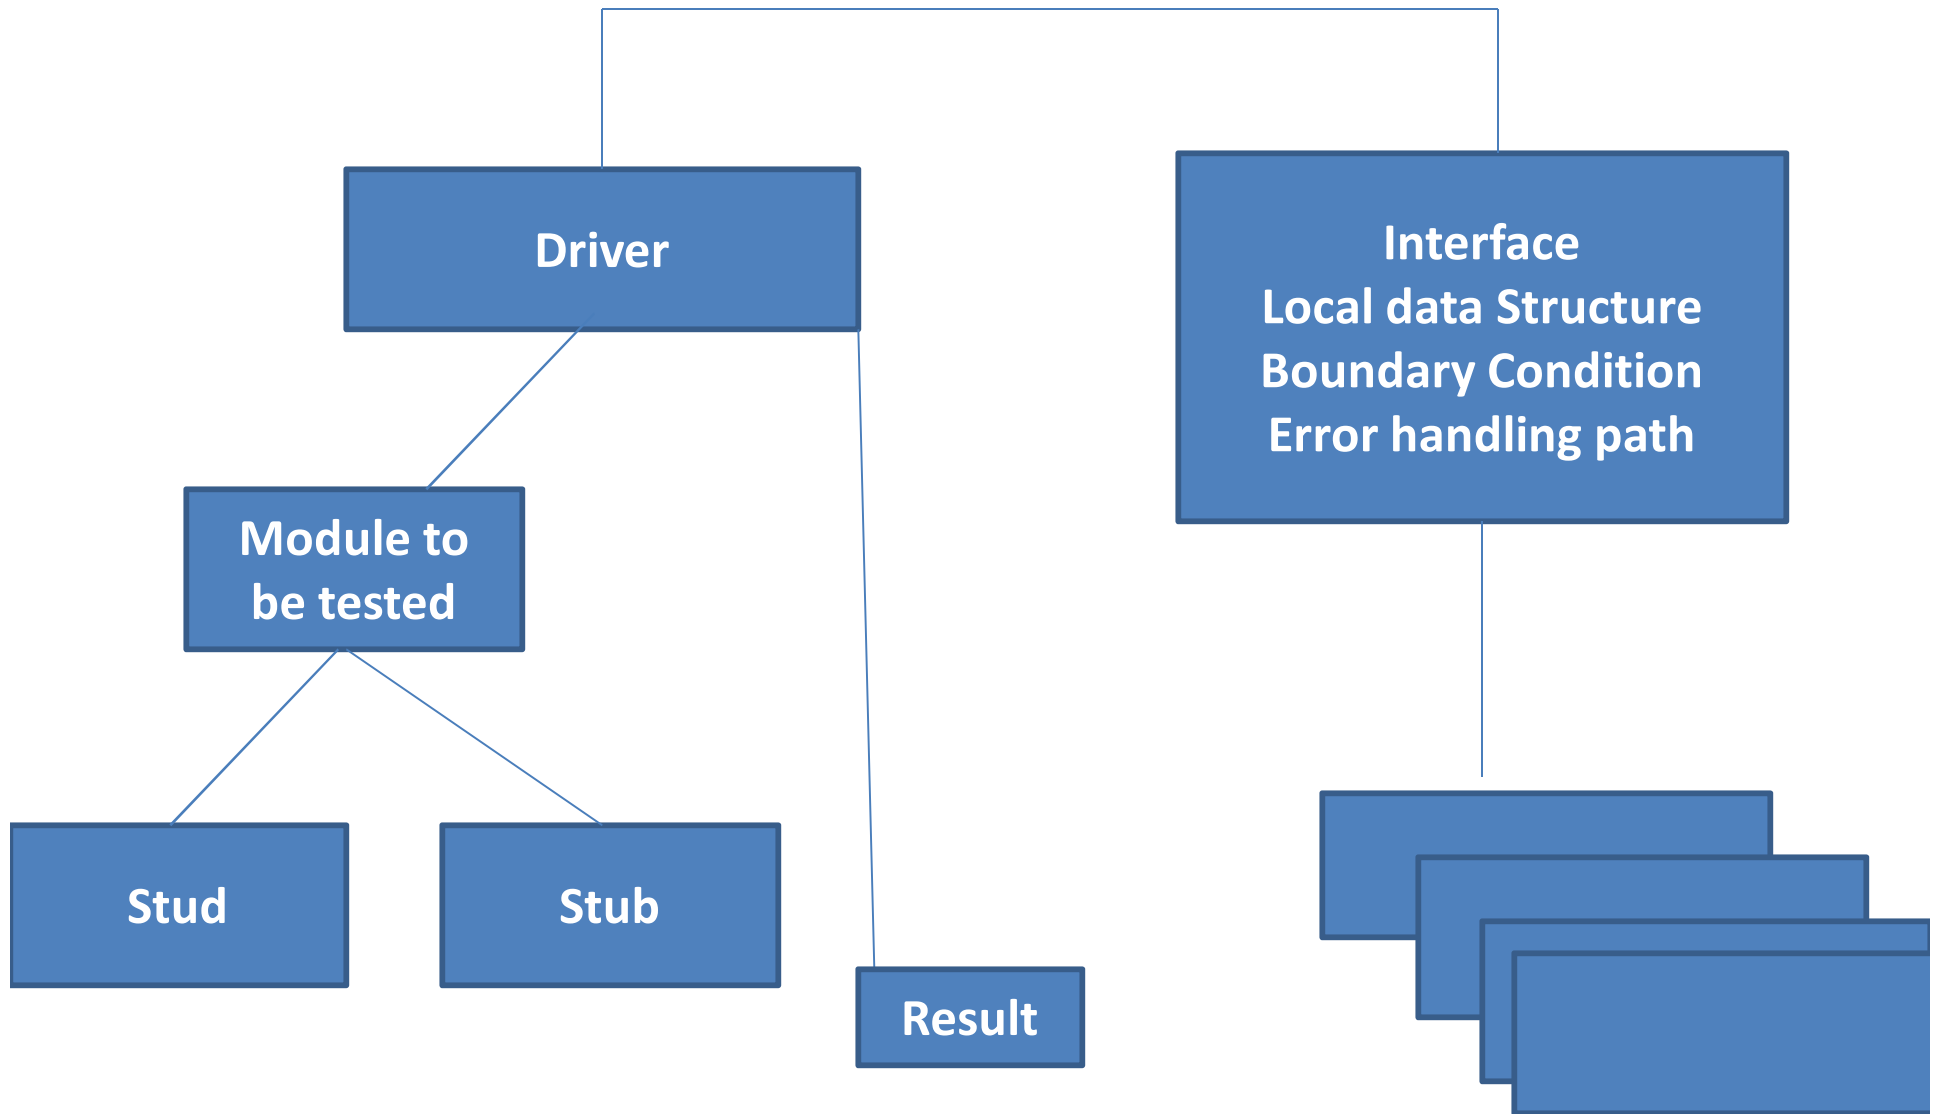 Driver
Interface
Local data Structure
Boundary Condition
Error handling path
Module to
be tested
Stud
Stub
Result